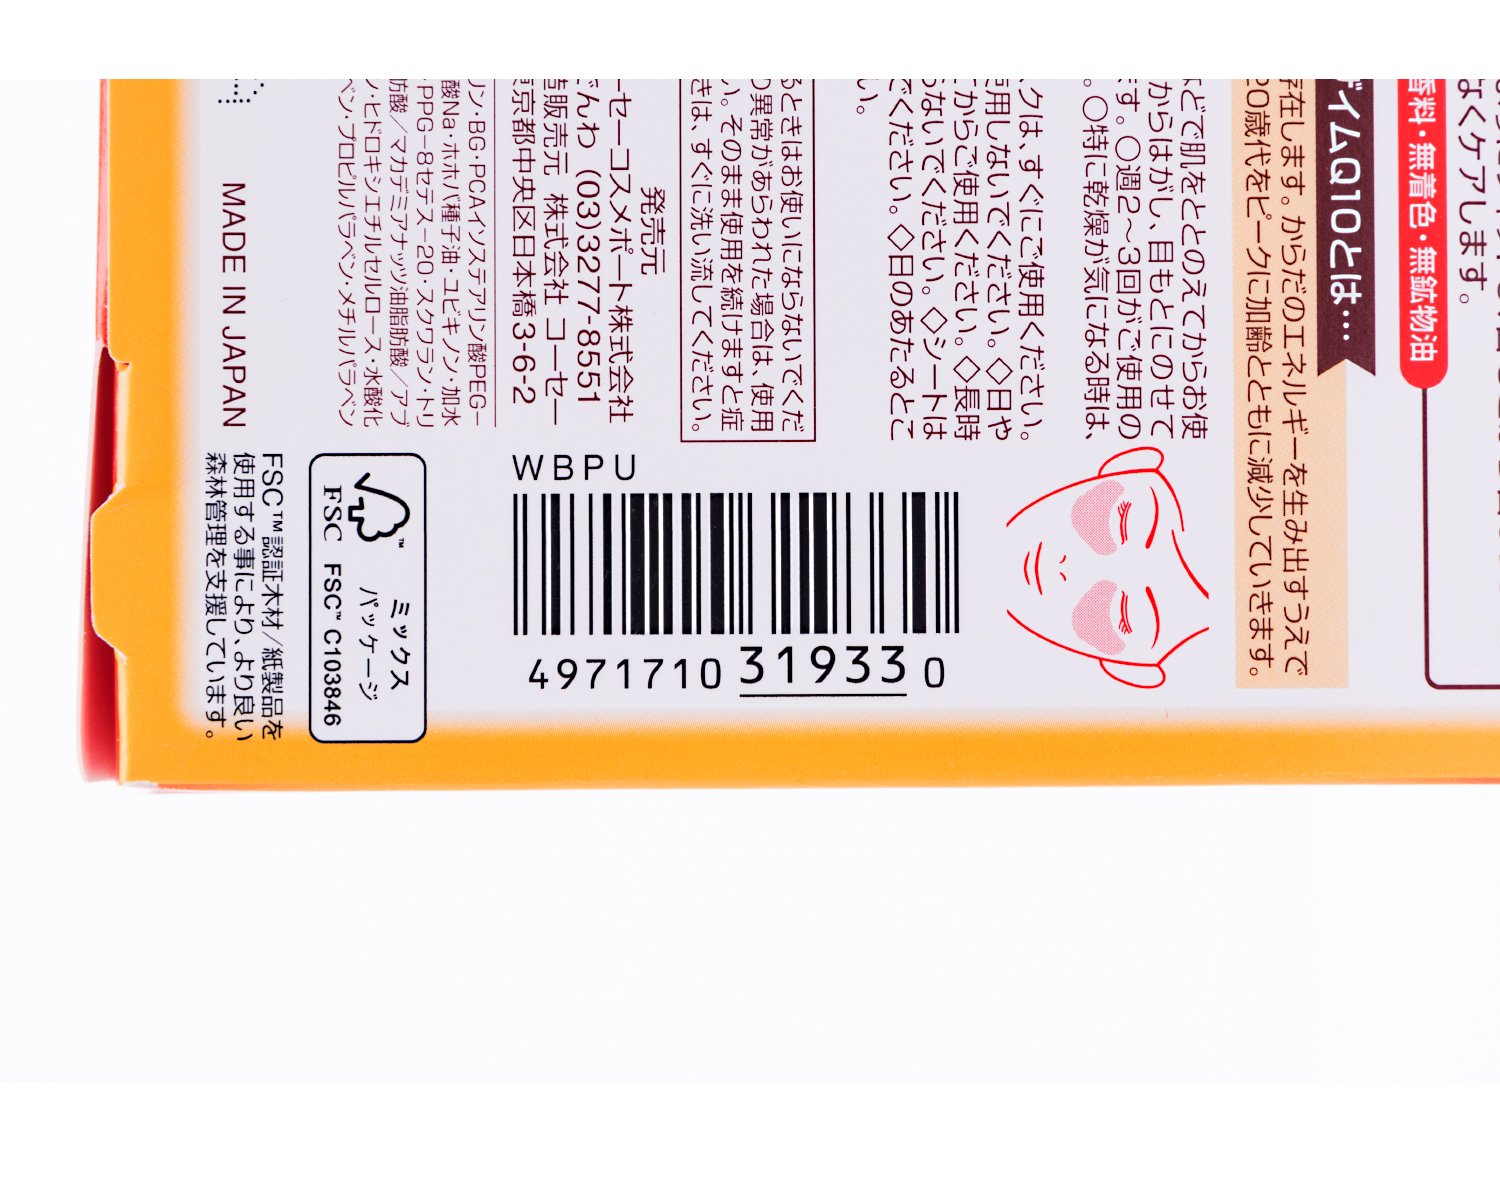 よくケアします。
香料・無着色・無鉱物油
ザイムQ10とは…
存在します。からだのエネルギーを生み出すうえで
20歳代をピークに加齢とともに減少していきます。
などで肌をととのえてからお使
からはがし、目もとにのせて
ます。○週2～3回がご使用の
。○特に乾燥が気になる時は、
クは、すぐにご使用ください。
使用しないでください。◇日や
てからご使用ください。◇長時
らないでください。◇シートは
でください。◇日のあたるとこ
い。
るときはお使いにならないでくだ
の異常があらわれた場合は、使用
い。そのまま使用を続けますと症
きは、すぐに洗い流してください。
発売元
ーセーコスメポート株式会社
でんわ (03)3277-8551
造販売元 株式会社 コーセー
東京都中央区日本橋3-6-2
リン・BG・PCAイソステアリン酸PEG－
酸Na・ホホバ種子油・ユビキノン・加水
・PPG－8セテス－20・スクワラン・トリ
肪酸／マカデミアナッツ油脂肪酸／アブ
ノ・ヒドロキシエチルセルロース・水酸化
ベン・プロピルパラベン・メチルパラベン
MADE IN JAPAN
WBPU
4971710319330
FSC
ミックス
パッケージ
FSC™ C103846
FSC™認証木材/紙製品を
使用する事により、より良い
森林管理を支援しています。